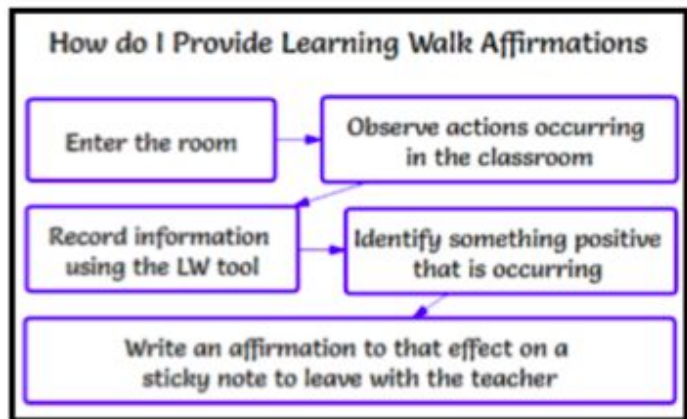 How do I Provide Learning Walk Affirmations
Enter the room
Observe actions occurring
in the classroom
Record information
using the LW tool
Identify something positive
that is occurring
Write an affirmation to that effect on a
sticky note to leave with the teacher